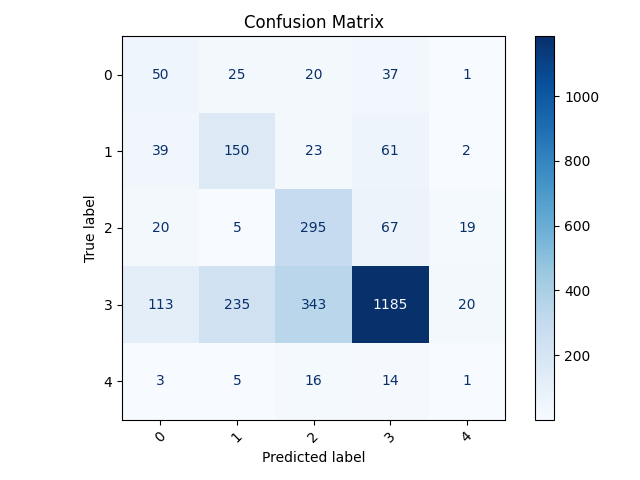 Confusion Matrix
True label
0 50 25 20 37 1
1 39 150 23 61 2
2 20 5 295 67 19
3 113 235 343 1185 20
4 3 5 16 14 1
0 1 2 3 4
Predicted label
1000
800
600
400
200